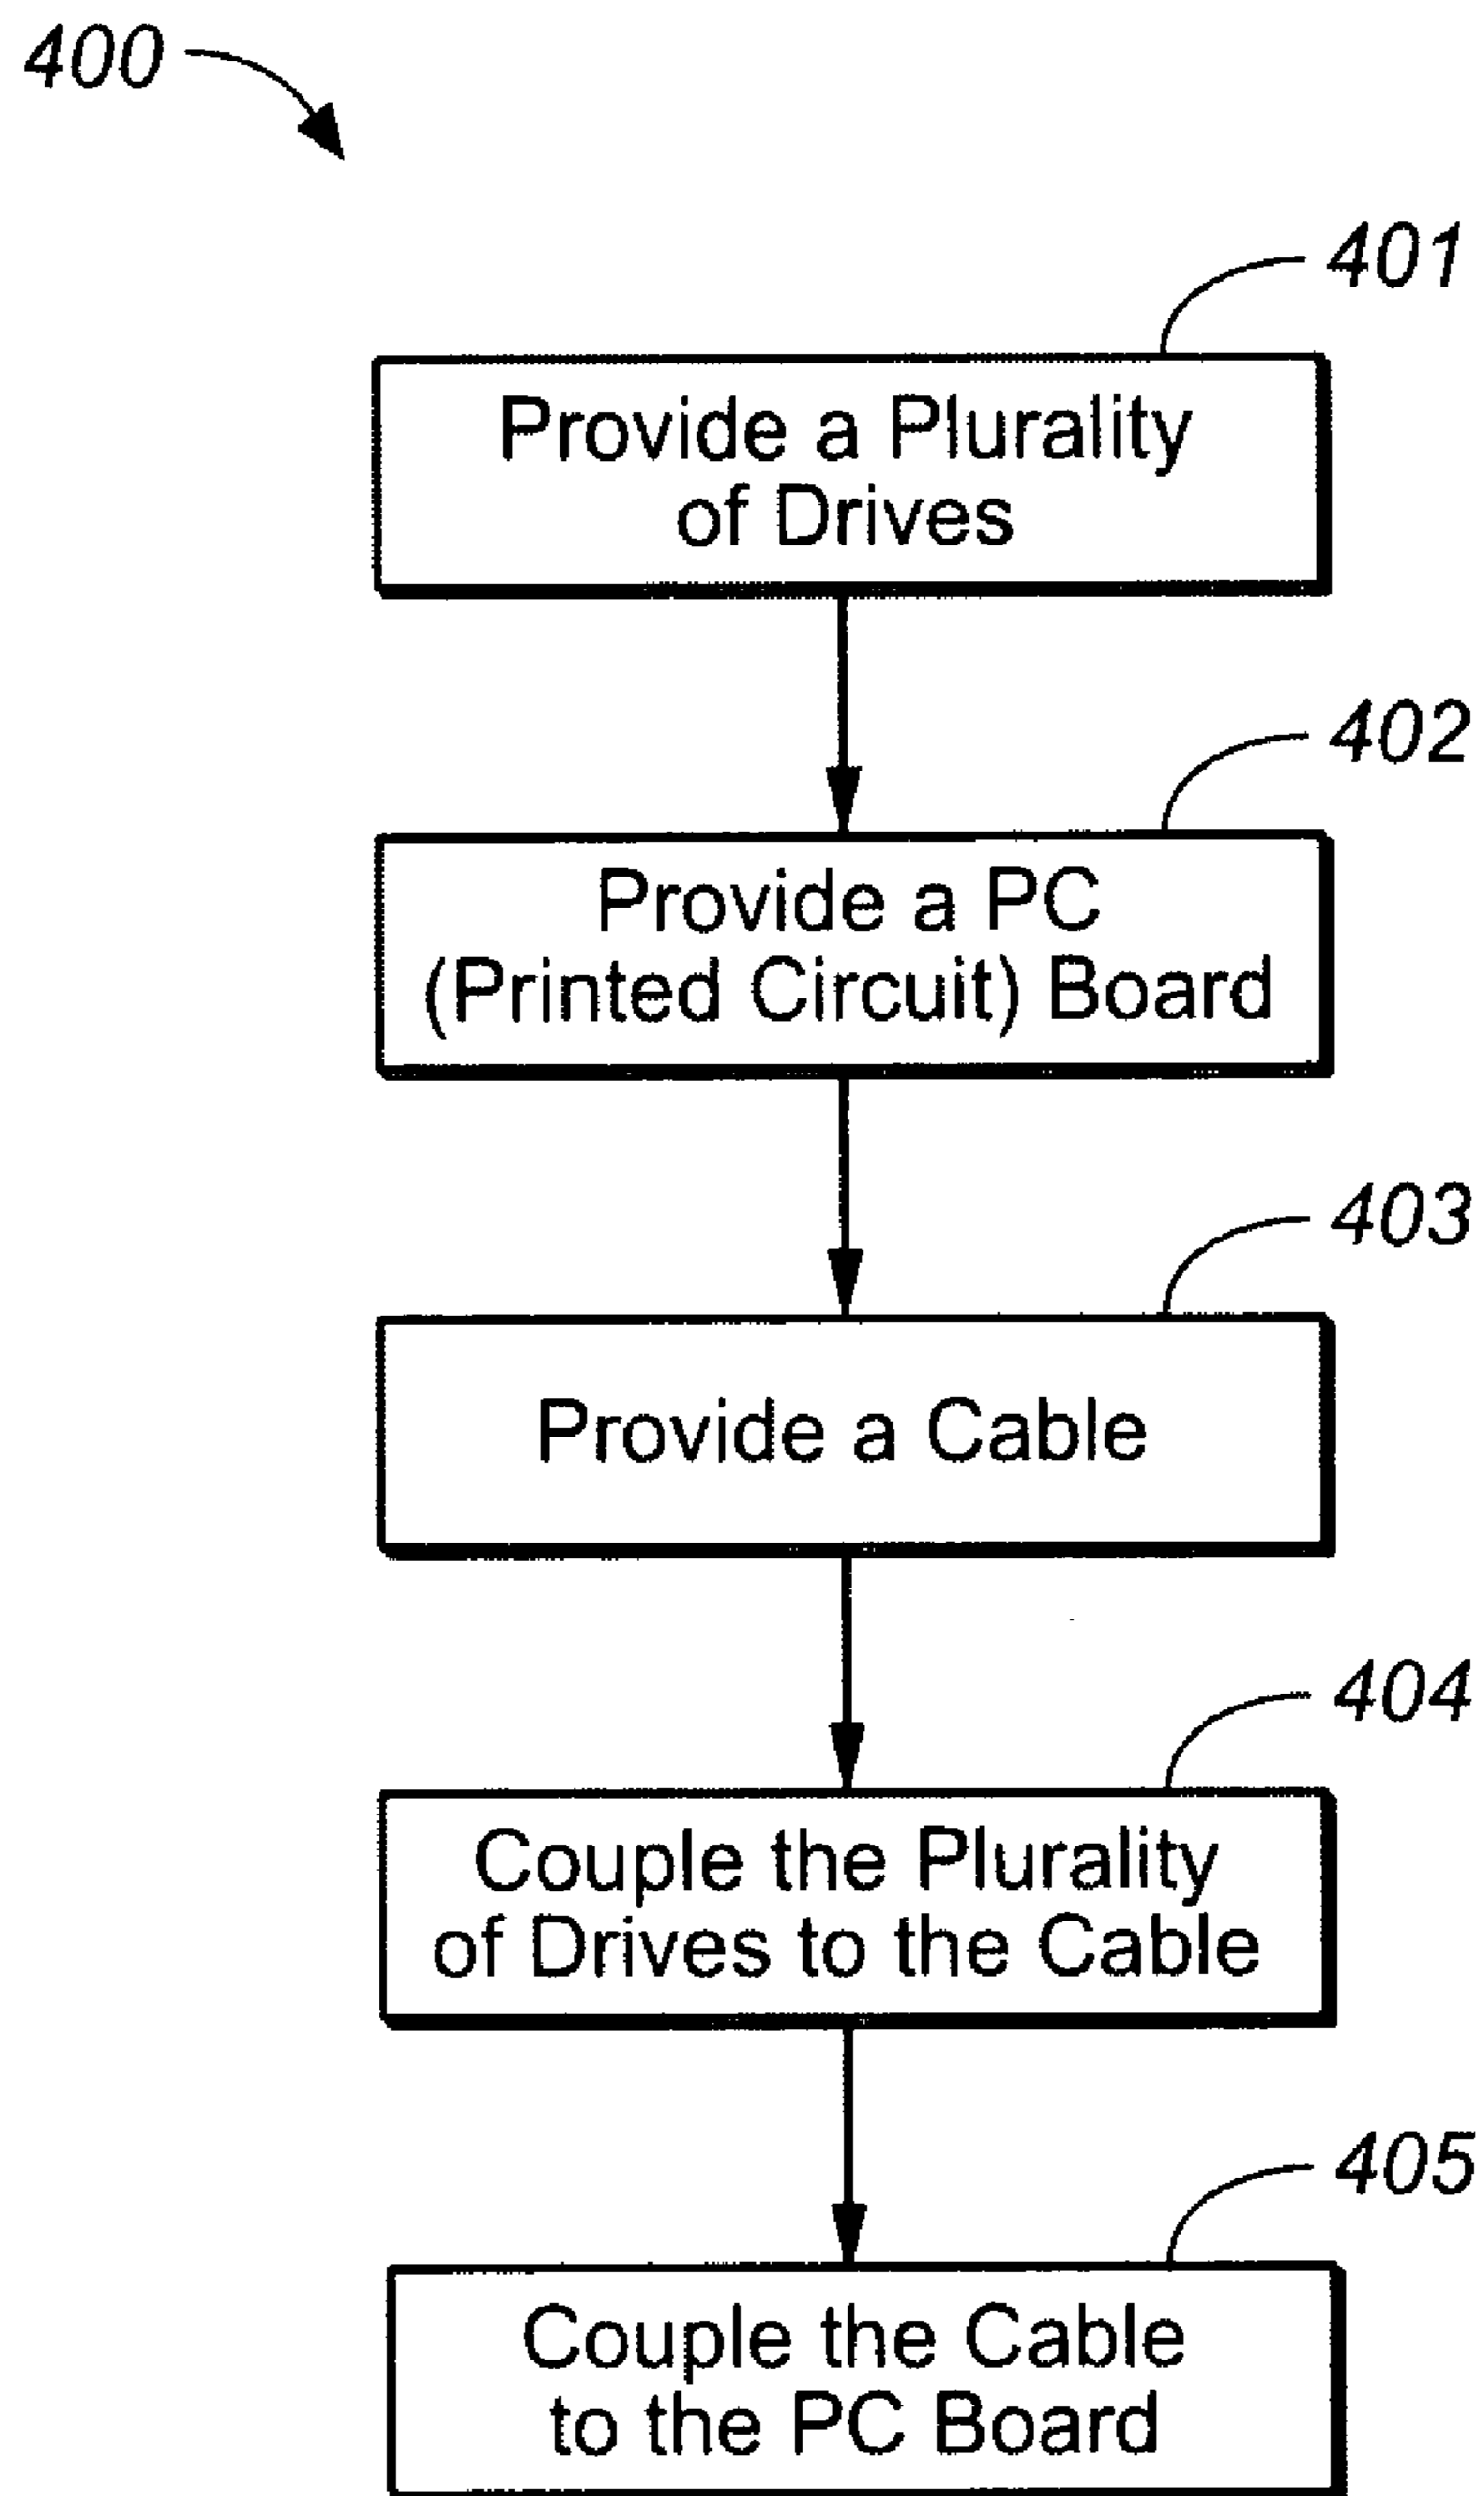 400
401
Provide a Plurality
of Drives
402
Provide a PC
(Printed Circuit) Board
403
Provide a Cable
404
Couple the Plurality
of Drives to the Cable
405
Couple the Cable
to the PC Board